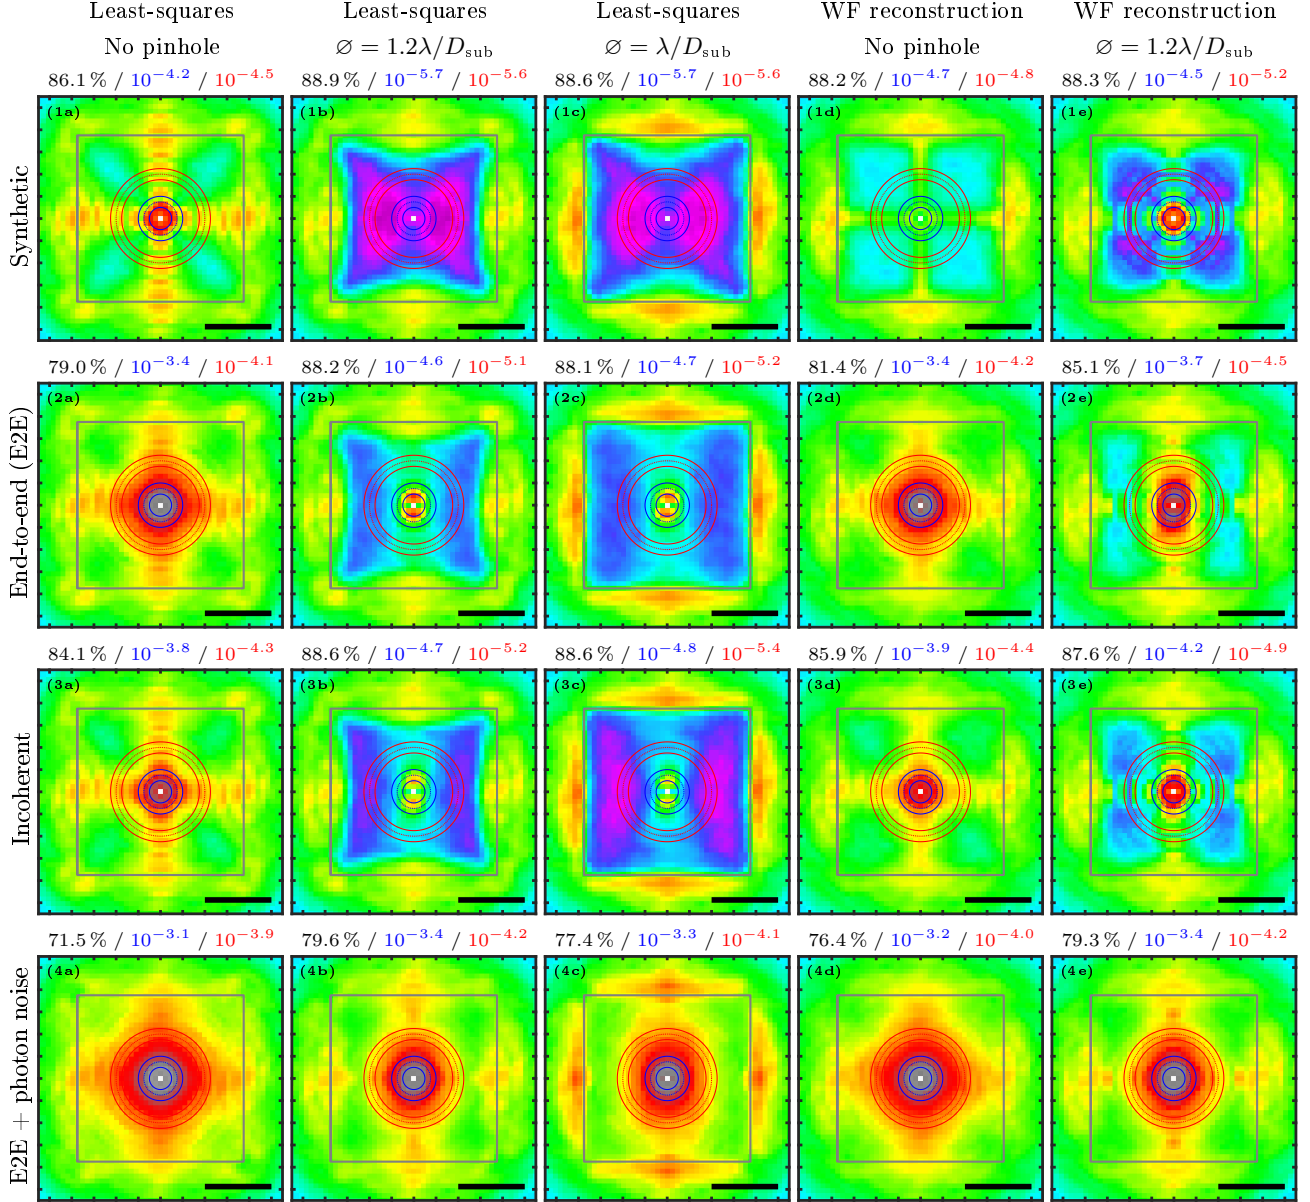 Least-squares Least-squares Least-squares WF reconstruction WF reconstruction
No pinhole ∅ = 1.2λ/D_sub ∅ = λ/D_sub No pinhole ∅ = 1.2λ/D_sub
86.1 % / 10^−4.2 / 10^−4.5 88.9 % / 10^−5.7 / 10^−5.6 88.6 % / 10^−5.7 / 10^−5.6 88.2 % / 10^−4.7 / 10^−4.8 88.3 % / 10^−4.5 / 10^−5.2
(1a) (1b) (1c) (1d) (1e)
Synthetic
79.0 % / 10^−3.4 / 10^−4.1 88.2 % / 10^−4.6 / 10^−5.1 88.1 % / 10^−4.7 / 10^−5.2 81.4 % / 10^−3.4 / 10^−4.2 85.1 % / 10^−3.7 / 10^−4.5
(2a) (2b) (2c) (2d) (2e)
End-to-end (E2E)
84.1 % / 10^−3.8 / 10^−4.3 88.6 % / 10^−4.7 / 10^−5.2 88.6 % / 10^−4.8 / 10^−5.4 85.9 % / 10^−3.9 / 10^−4.4 87.6 % / 10^−4.2 / 10^−4.9
(3a) (3b) (3c) (3d) (3e)
Incoherent
71.5 % / 10^−3.1 / 10^−3.9 79.6 % / 10^−3.4 / 10^−4.2 77.4 % / 10^−3.3 / 10^−4.1 76.4 % / 10^−3.2 / 10^−4.0 79.3 % / 10^−3.4 / 10^−4.2
(4a) (4b) (4c) (4d) (4e)
E2E + photon noise